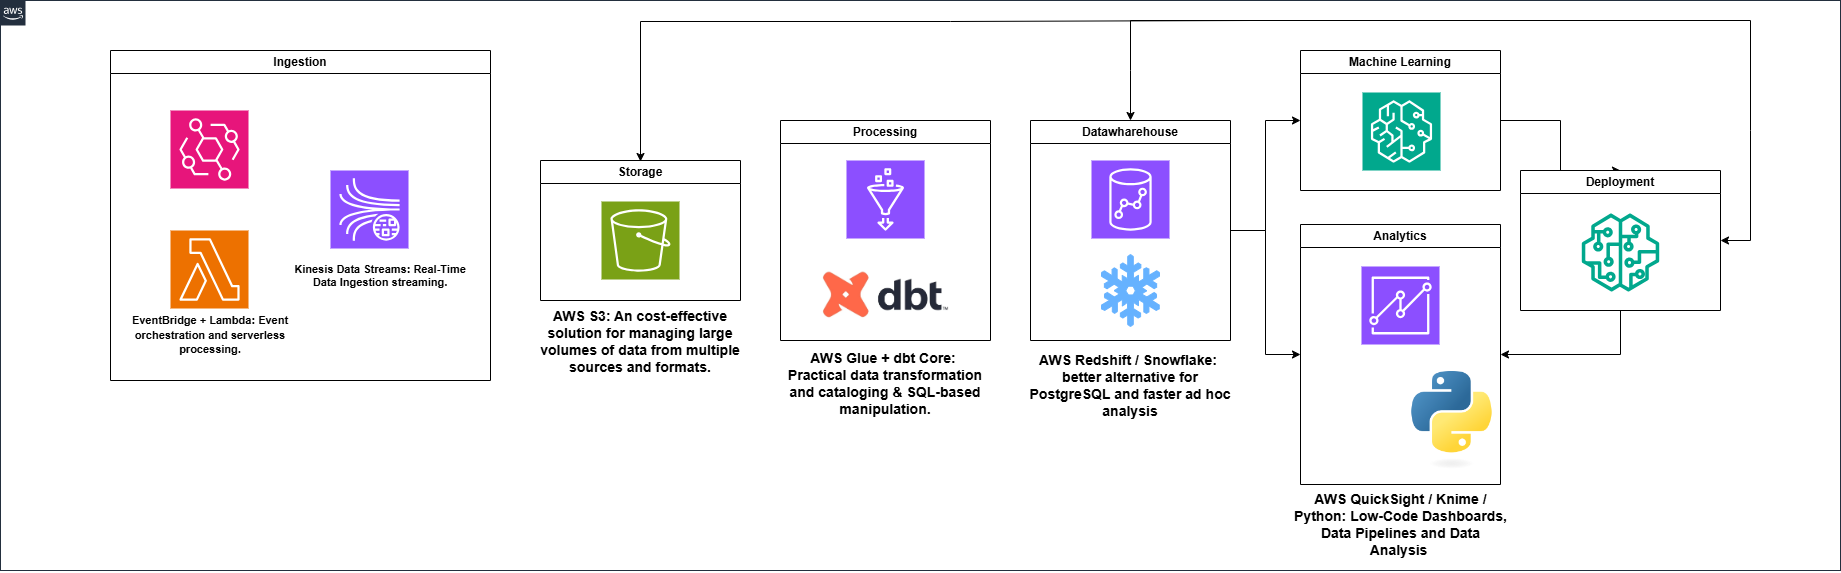 aws
Ingestion
Kinesis Data Streams: Real-Time
Data Ingestion streaming.
EventBridge + Lambda: Event
orchestration and serverless
processing.
Storage
AWS S3: An cost-effective
solution for managing large
volumes of data from multiple
sources and formats.
Processing
dbt™
AWS Glue + dbt Core:
Practical data transformation
and cataloging & SQL-based
manipulation.
Datawharehouse
AWS Redshift / Snowflake:
better alternative for
PostgreSQL and faster ad hoc
analysis
Machine Learning
Analytics
AWS QuickSight / Knime /
Python: Low-Code Dashboards,
Data Pipelines and Data
Analysis
Deployment